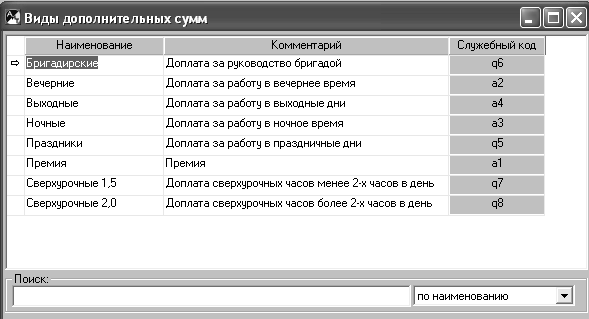 Виды дополнительных сумм
Наименование Комментарий Служебный код
Бригадирские Доплата за руководство бригадой q6
Вечерние Доплата за работу в вечернее время a2
Выходные Доплата за работу в выходные дни a4
Ночные Доплата за работу в ночное время a3
Праздники Доплата за работу в праздничные дни q5
Премия Премия a1
Сверхурочные 1,5 Доплата сверхурочных часов менее 2-х часов в день q7
Сверхурочные 2,0 Доплата сверхурочных часов более 2-х часов в день q8
Поиск:
по наименованию